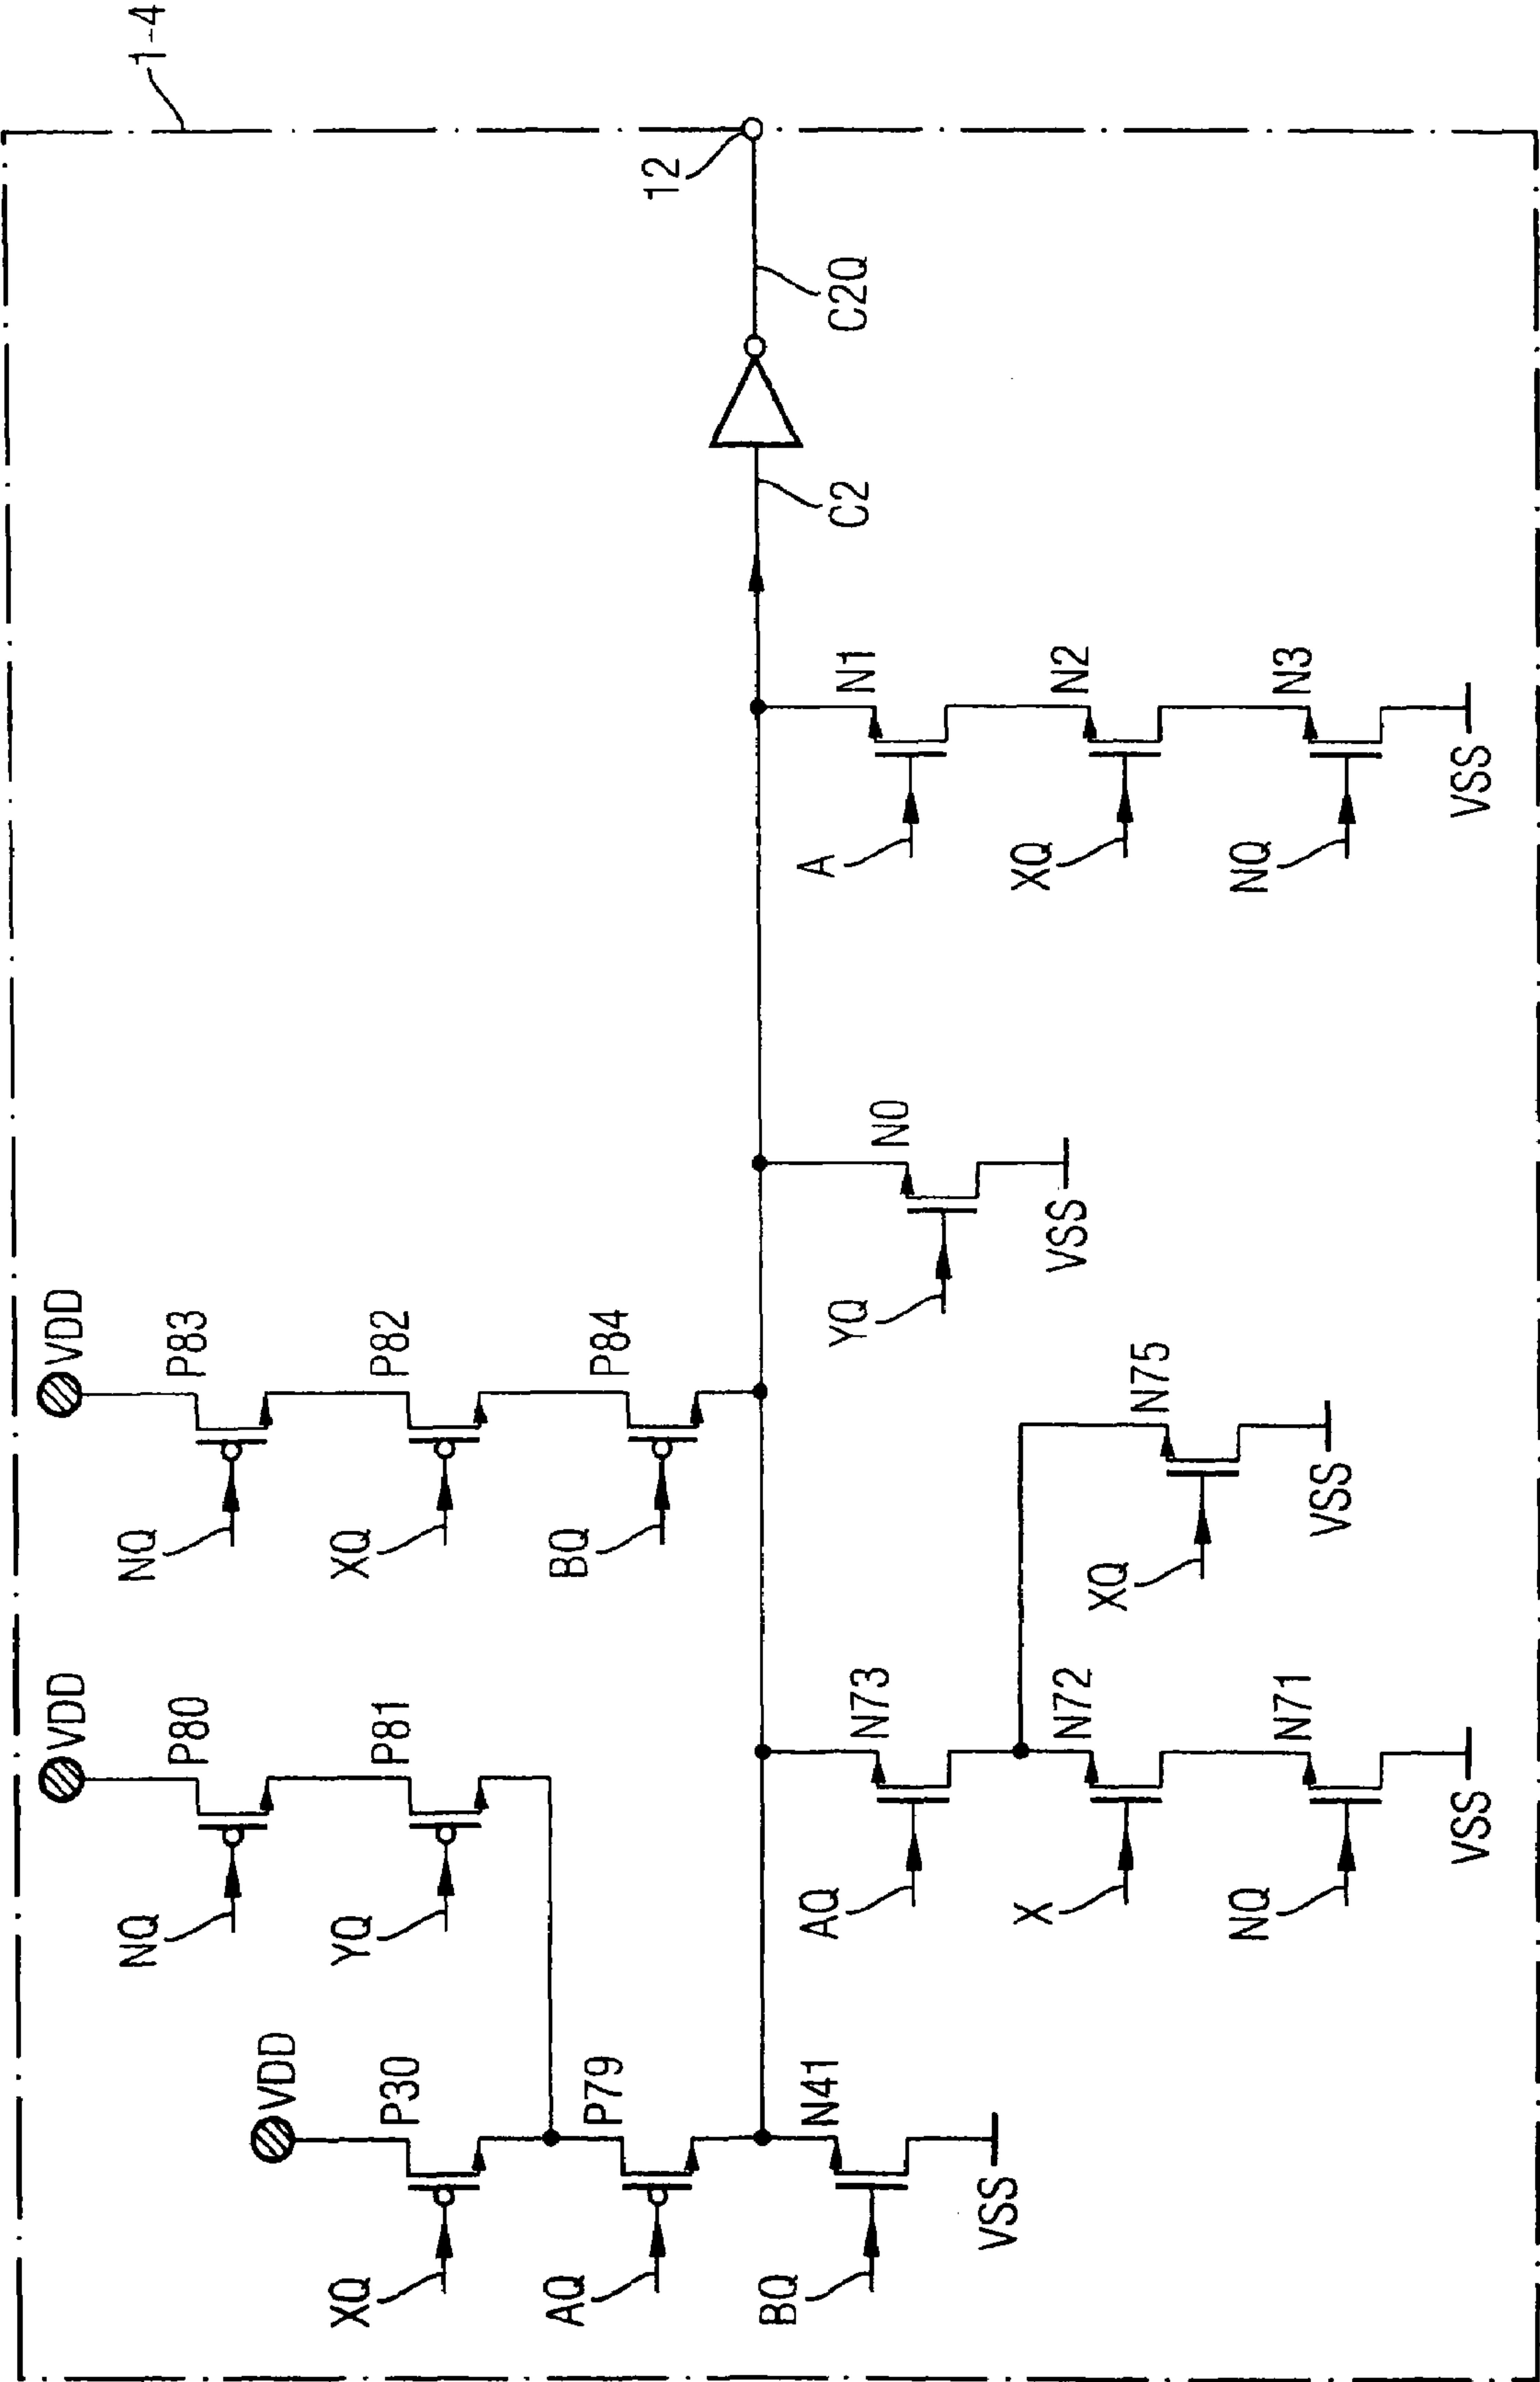 1-4
VDD
P83
NQ
P82
XQ
P84
BQ
VDD
P80
NQ
P81
YQ
VDD
P30
XQ
P79
AQ
N41
BQ
VSS
N73
AQ
N72
X
N71
NQ
VSS
N75
XQ
VSS
N0
YQ
VSS
N1
A
N2
XQ
N3
NQ
VSS
C2
C2Q
12